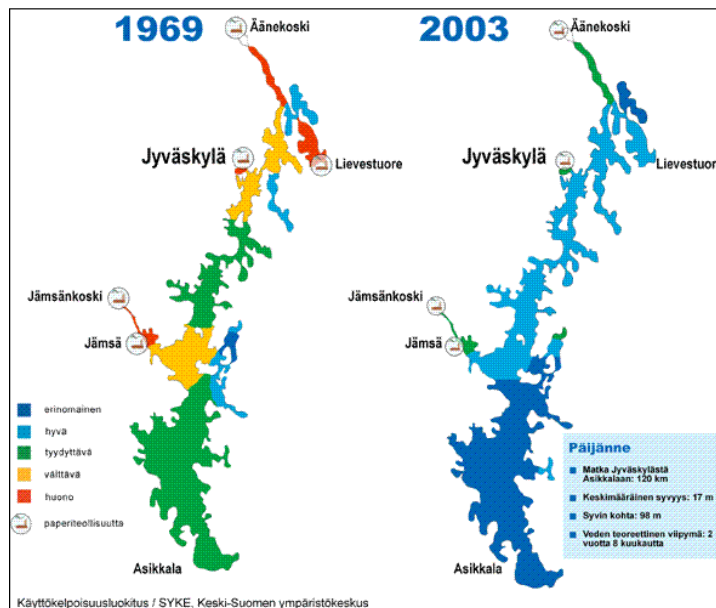 1969
Äänekoski
Jyväskylä
Lievestuore
Jämsänkoski
Jämsä
erinomainen
hyvä
tyydyttävä
välttävä
huono
paperiteollisuutta
Asikkala
2003
Äänekoski
Jyväskylä
Lievestuore
Jämsänkoski
Jämsä
Päijänne
Matka Jyväskylästä
Asikkalaan: 120 km
Keskimääräinen syvyys: 17 m
Syvin kohta: 98 m
Veden teoreettinen viipymä: 2
vuotta 8 kuukautta
Asikkala
Käyttökelpoisuusluokitus / SYKE, Keski-Suomen ympäristökeskus